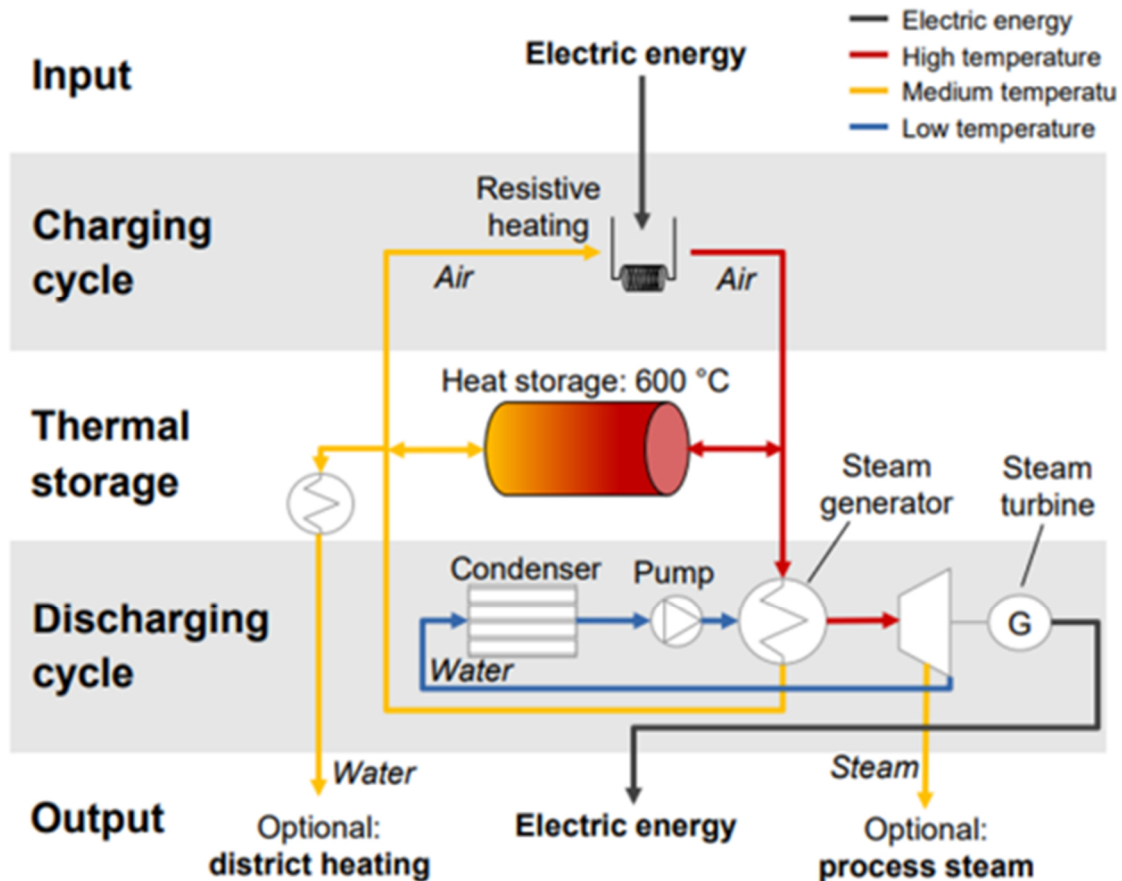 Electric energy
High temperature
Medium temperatu
Low temperature
Input
Electric energy
Charging
cycle
Resistive
heating
Air
Air
Heat storage: 600 °C
Thermal
storage
Steam
generator
Steam
turbine
Discharging
cycle
Condenser
Pump
G
Water
Output
Water
Steam
Optional:
district heating
Electric energy
Optional:
process steam